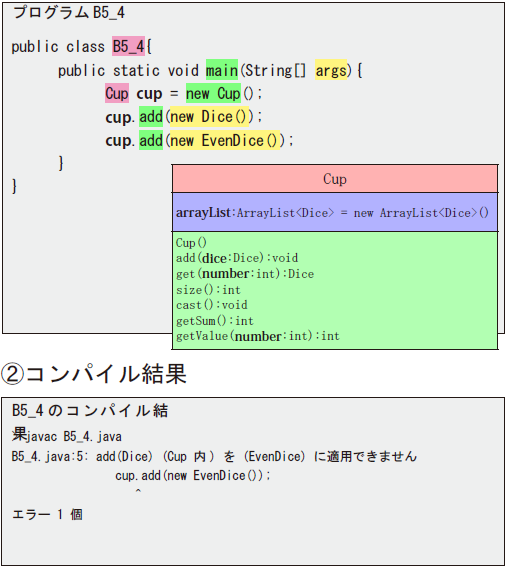 プログラム B5_4
public class B5_4{
public static void main(String[] args){
Cup cup = new Cup();
cup.add(new Dice());
cup.add(new EvenDice());
}
}
Cup
arrayList:ArrayList<Dice> = new ArrayList<Dice>()
Cup()
add(dice:Dice):void
get(number:int):Dice
size():int
cast():void
getSum():int
getValue(number:int):int
②コンパイル結果
B5_4 のコンパイル結
果
>javac B5_4.java
B5_4.java:5: add(Dice) (Cup 内) を (EvenDice) に適用できません
cup.add(new EvenDice());
^
エラー 1 個